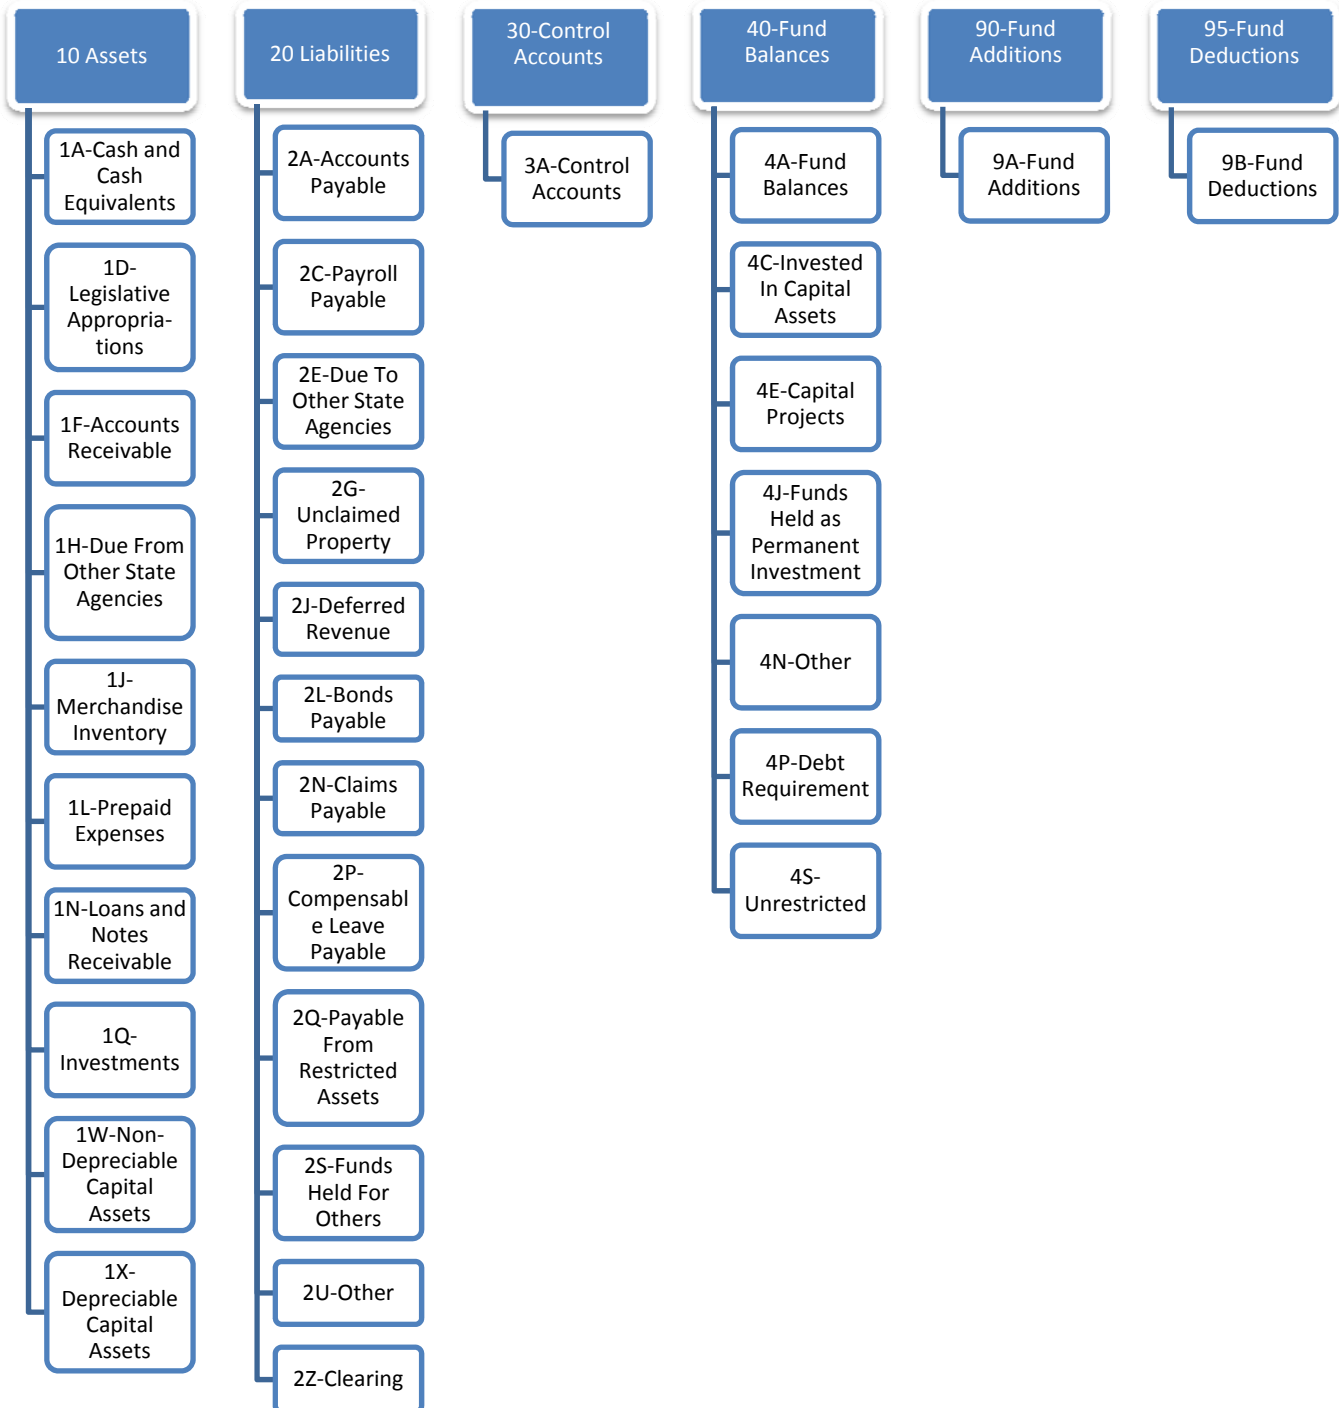 10 Assets
1A-Cash and
Cash
Equivalents
1D-
Legislative
Appropria-
tions
1F-Accounts
Receivable
1H-Due From
Other State
Agencies
1J-
Merchandise
Inventory
1L-Prepaid
Expenses
1N-Loans and
Notes
Receivable
1Q-
Investments
1W-Non-
Depreciable
Capital
Assets
1X-
Depreciable
Capital
Assets
20 Liabilities
2A-Accounts
Payable
2C-Payroll
Payable
2E-Due To
Other State
Agencies
2G-
Unclaimed
Property
2J-Deferred
Revenue
2L-Bonds
Payable
2N-Claims
Payable
2P-
Compensabl
e Leave
Payable
2Q-Payable
From
Restricted
Assets
2S-Funds
Held For
Others
2U-Other
2Z-Clearing
30-Control
Accounts
3A-Control
Accounts
40-Fund
Balances
4A-Fund
Balances
4C-Invested
In Capital
Assets
4E-Capital
Projects
4J-Funds
Held as
Permanent
Investment
4N-Other
4P-Debt
Requirement
4S-
Unrestricted
90-Fund
Additions
9A-Fund
Additions
95-Fund
Deductions
9B-Fund
Deductions